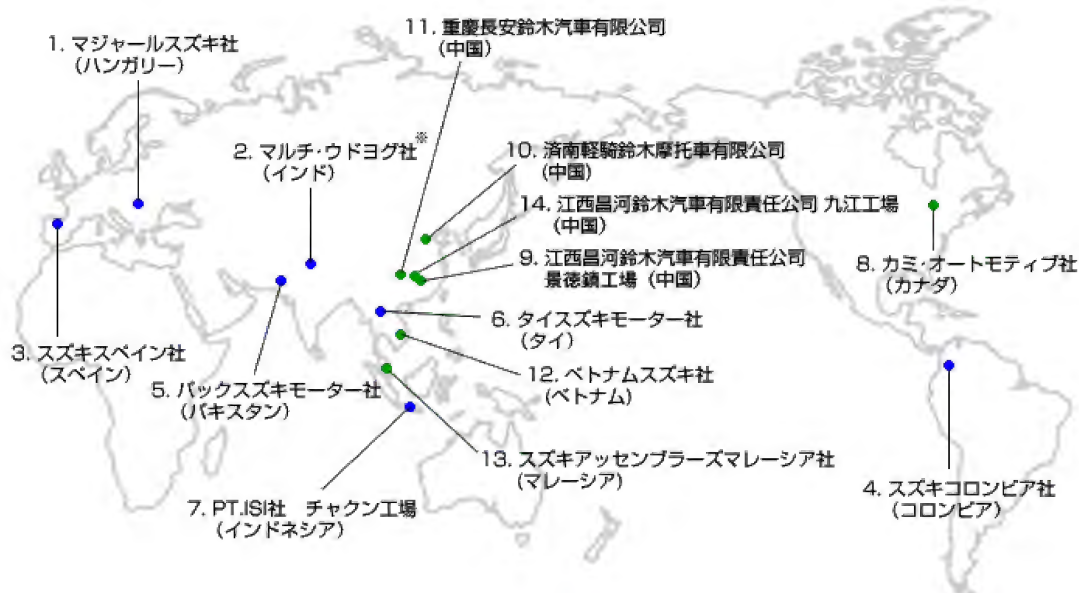 11. 重慶長安鈴木汽車有限公司
(中国)
1. マジャールスズキ社
(ハンガリー)
2. マルチ・ウドヨグ社※
(インド)
10. 済南軽騎鈴木摩托車有限公司
(中国)
14. 江西昌河鈴木汽車有限責任公司 九江工場
(中国)
9. 江西昌河鈴木汽車有限責任公司
景徳鎮工場(中国)
8. カミ・オートモティブ社
(カナダ)
6. タイスズキモーター社
(タイ)
3. スズキスペイン社
(スペイン)
5. パックスズキモーター社
(パキスタン)
12. ベトナムスズキ社
(ベトナム)
13. スズキアッセンブラーズマレーシア社
(マレーシア)
4. スズキコロンビア社
(コロンビア)
7. PT.ISI社 チャクン工場
(インドネシア)